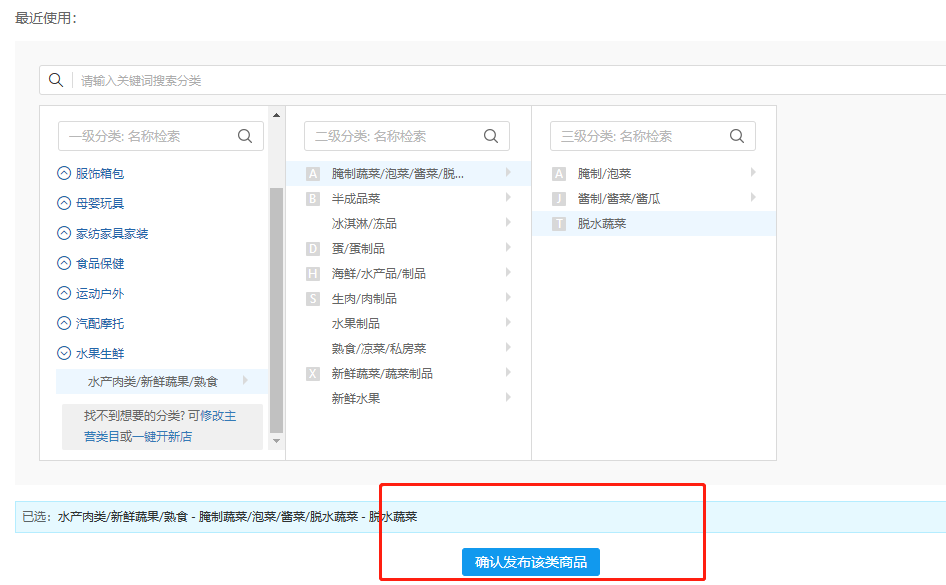 最近使用：
请输入关键词搜索分类
一级分类: 名称检索
服饰箱包
母婴玩具
家纺家具家装
食品保健
运动户外
汽配摩托
水果生鲜
水产肉类/新鲜蔬果/熟食
找不到想要的分类? 可修改主
营类目或一键开新店
二级分类: 名称检索
A 腌制蔬菜/泡菜/酱菜/脱...
B 半成品菜
冰淇淋/冻品
D 蛋/蛋制品
H 海鲜/水产品/制品
S 生肉/肉制品
水果制品
熟食/凉菜/私房菜
X 新鲜蔬菜/蔬菜制品
新鲜水果
三级分类: 名称检索
A 腌制/泡菜
J 酱制/酱菜/酱瓜
T 脱水蔬菜
已选： 水产肉类/新鲜蔬果/熟食 - 腌制蔬菜/泡菜/酱菜/脱水蔬菜 - 脱水蔬菜
确认发布该类商品